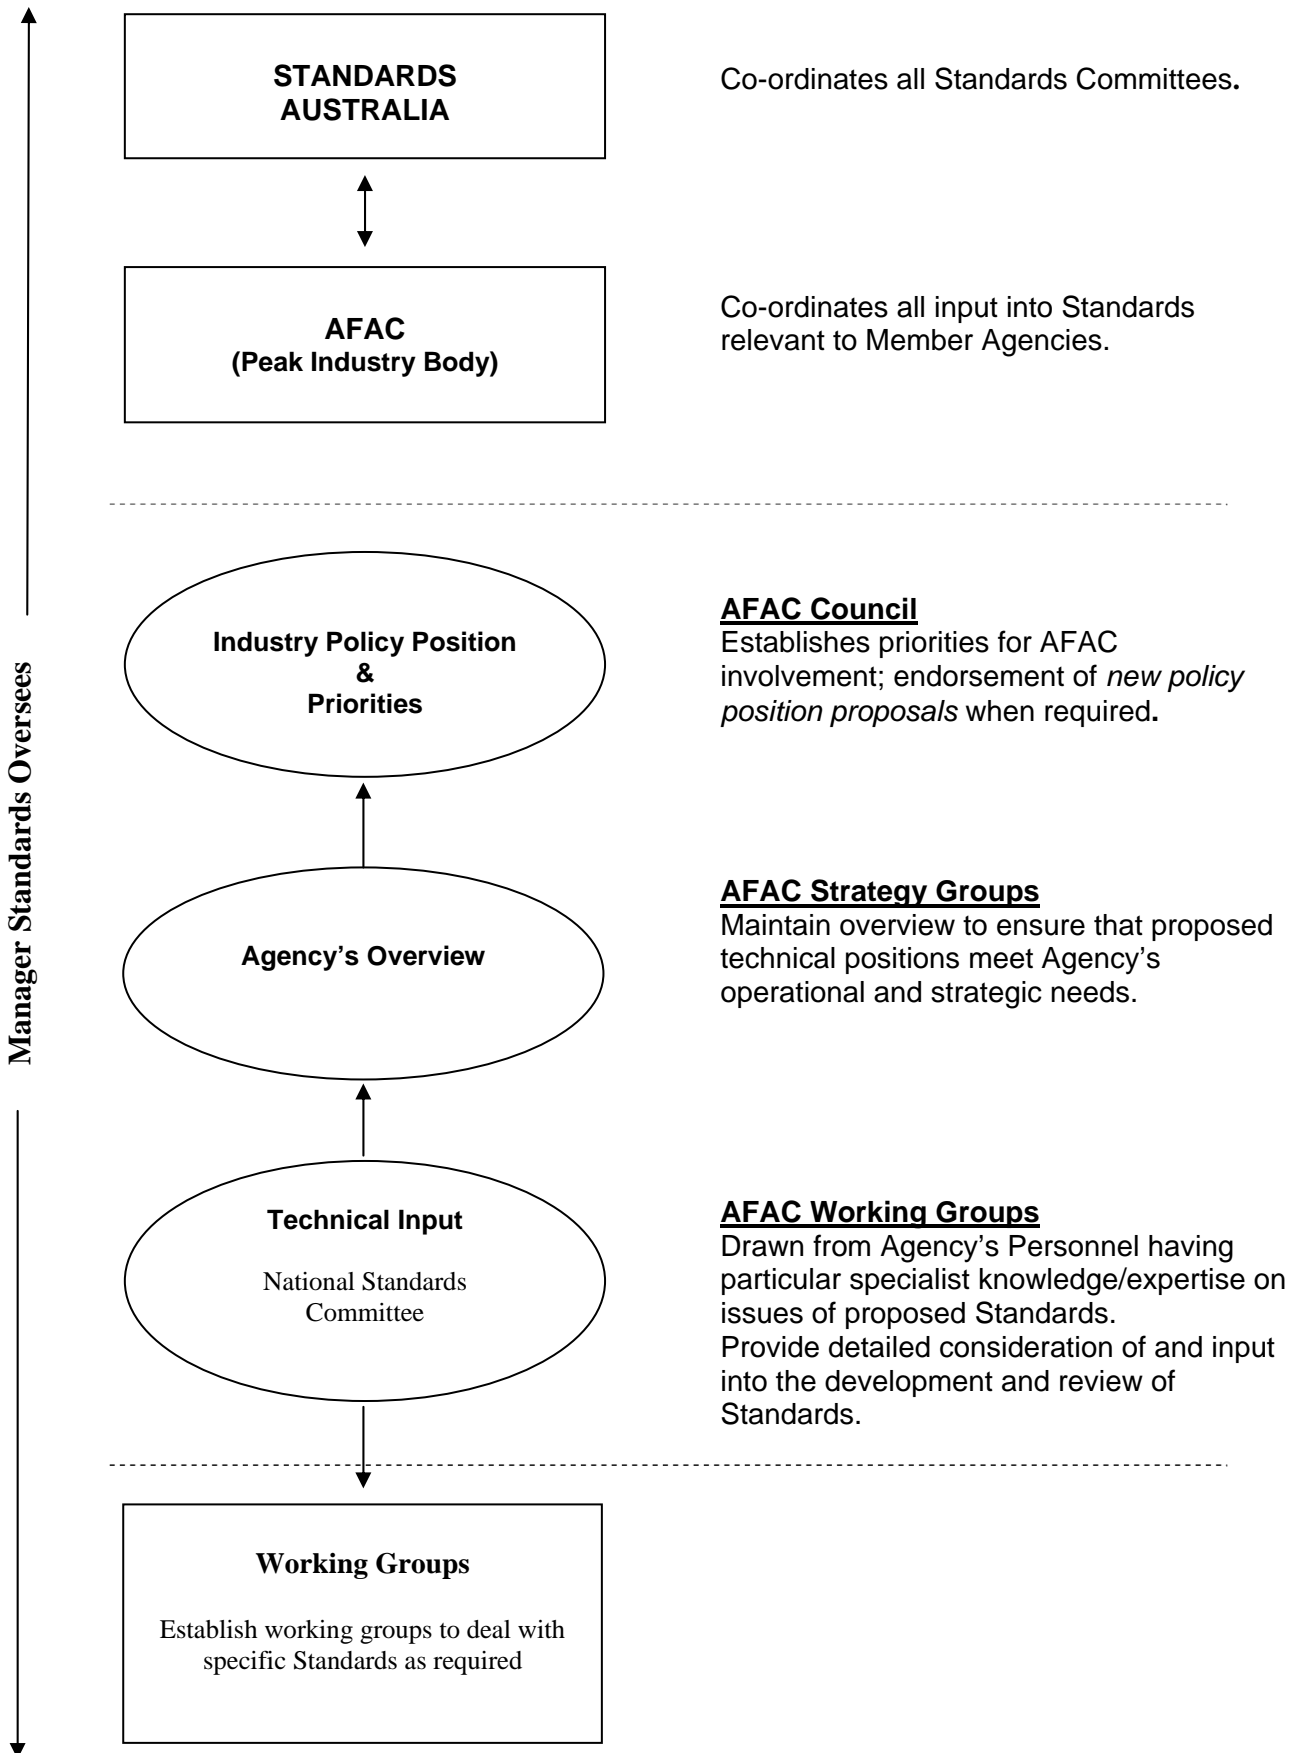 STANDARDS
AUSTRALIA
Co-ordinates all Standards Committees.
AFAC
(Peak Industry Body)
Co-ordinates all input into Standards
relevant to Member Agencies.
Manager Standards Oversees
Industry Policy Position
&
Priorities
AFAC Council
Establishes priorities for AFAC
involvement; endorsement of new policy
position proposals when required.
Agency’s Overview
AFAC Strategy Groups
Maintain overview to ensure that proposed
technical positions meet Agency’s
operational and strategic needs.
Technical Input
National Standards
Committee
AFAC Working Groups
Drawn from Agency’s Personnel having
particular specialist knowledge/expertise on
issues of proposed Standards.
Provide detailed consideration of and input
into the development and review of
Standards.
Working Groups
Establish working groups to deal with
specific Standards as required